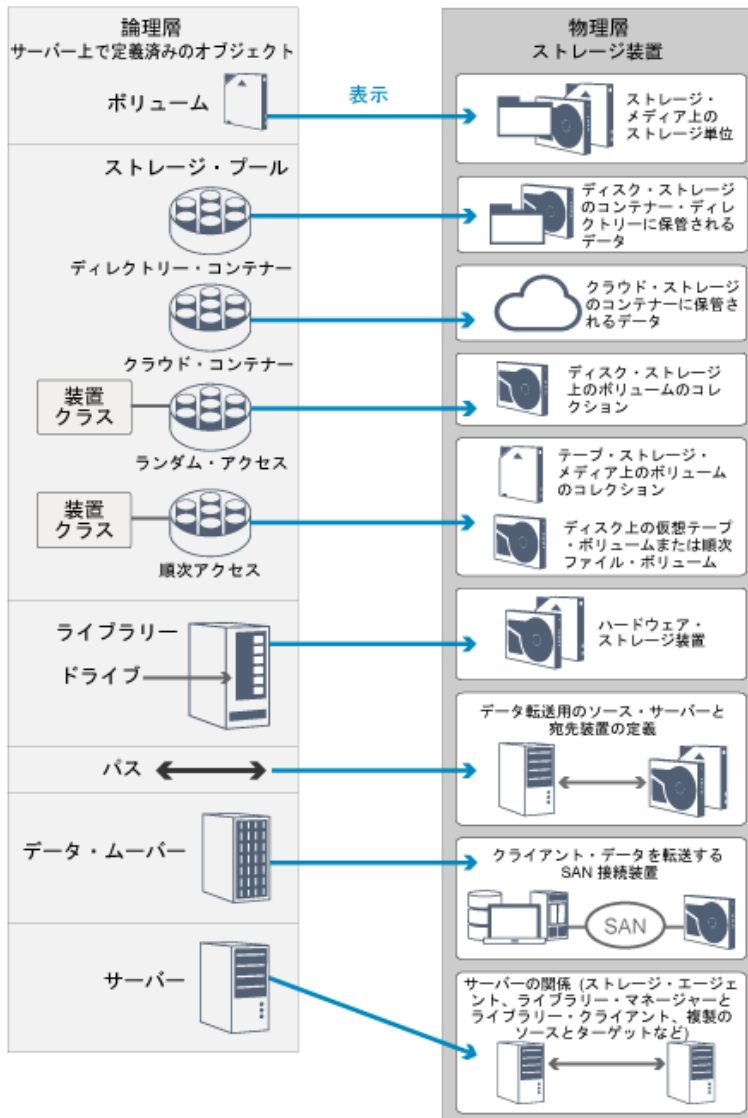 論理層
サーバー上で定義済みのオブジェクト
物理層
ストレージ装置
ボリューム
表示
ストレージ・
メディア上の
ストレージ単位
ストレージ・プール
ディスク・ストレージ
のコンテナー・ディレ
クトリーに保管される
データ
ディレクトリー・コンテナー
クラウド・ストレージ
のコンテナーに保管さ
れるデータ
クラウド・コンテナー
装置
クラス
ディスク・ストレージ
上のボリュームのコレ
クション
ランダム・アクセス
テープ・ストレージ・
メディア上のボリューム
のコレクション
装置
クラス
ディスク上の仮想テープ
・ボリュームまたは順次
ファイル・ボリューム
順次アクセス
ライブラリー
ドライブ
ハードウェア・
ストレージ装置
データ転送用のソース・サーバーと
宛先装置の定義
パス
データ・ムーバー
クライアント・データを転送する
SAN 接続装置
SAN
サーバー
サーバーの関係 (ストレージ・エージェ
ント、ライブラリー・マネージャーと
ライブラリー・クライアント、複製の
ソースとターゲットなど)